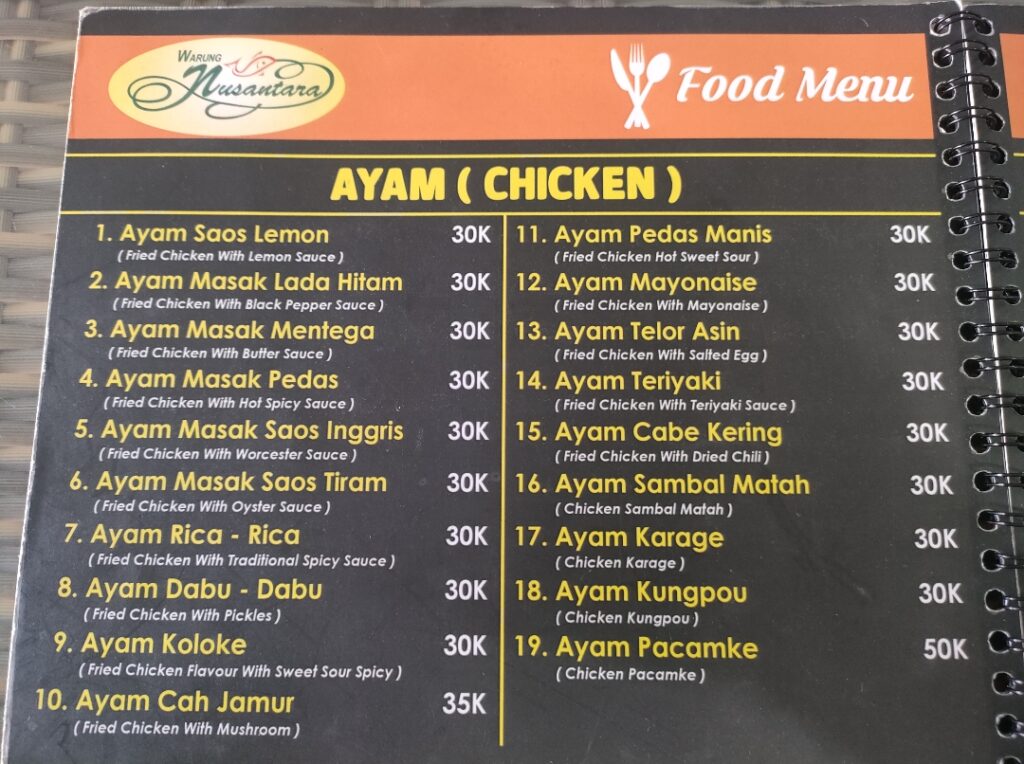 WARUNG
Nusantara
Food Menu
AYAM ( CHICKEN )
1. Ayam Saos Lemon 30K
( Fried Chicken With Lemon Sauce )
2. Ayam Masak Lada Hitam 30K
( Fried Chicken With Black Pepper Sauce )
3. Ayam Masak Mentega 30K
( Fried Chicken With Butter Sauce )
4. Ayam Masak Pedas 30K
( Fried Chicken With Hot Spicy Sauce )
5. Ayam Masak Saos Inggris 30K
( Fried Chicken With Worcester Sauce )
6. Ayam Masak Saos Tiram 30K
( Fried Chicken With Oyster Sauce )
7. Ayam Rica - Rica 30K
( Fried Chicken With Traditional Spicy Sauce )
8. Ayam Dabu - Dabu 30K
( Fried Chicken With Pickles )
9. Ayam Koloke 30K
( Fried Chicken Flavour With Sweet Sour Spicy )
10. Ayam Cah Jamur 35K
( Fried Chicken With Mushroom )
11. Ayam Pedas Manis 30K
( Fried Chicken Hot Sweet Sour )
12. Ayam Mayonaise 30K
( Fried Chicken With Mayonaise )
13. Ayam Telor Asin 30K
( Fried Chicken With Salted Egg )
14. Ayam Teriyaki 30K
( Fried Chicken With Teriyaki Sauce )
15. Ayam Cabe Kering 30K
( Fried Chicken With Dried Chili )
16. Ayam Sambal Matah 30K
( Chicken Sambal Matah )
17. Ayam Karage 30K
( Chicken Karage )
18. Ayam Kungpou 30K
( Chicken Kungpou )
19. Ayam Pacamke 50K
( Chicken Pacamke )